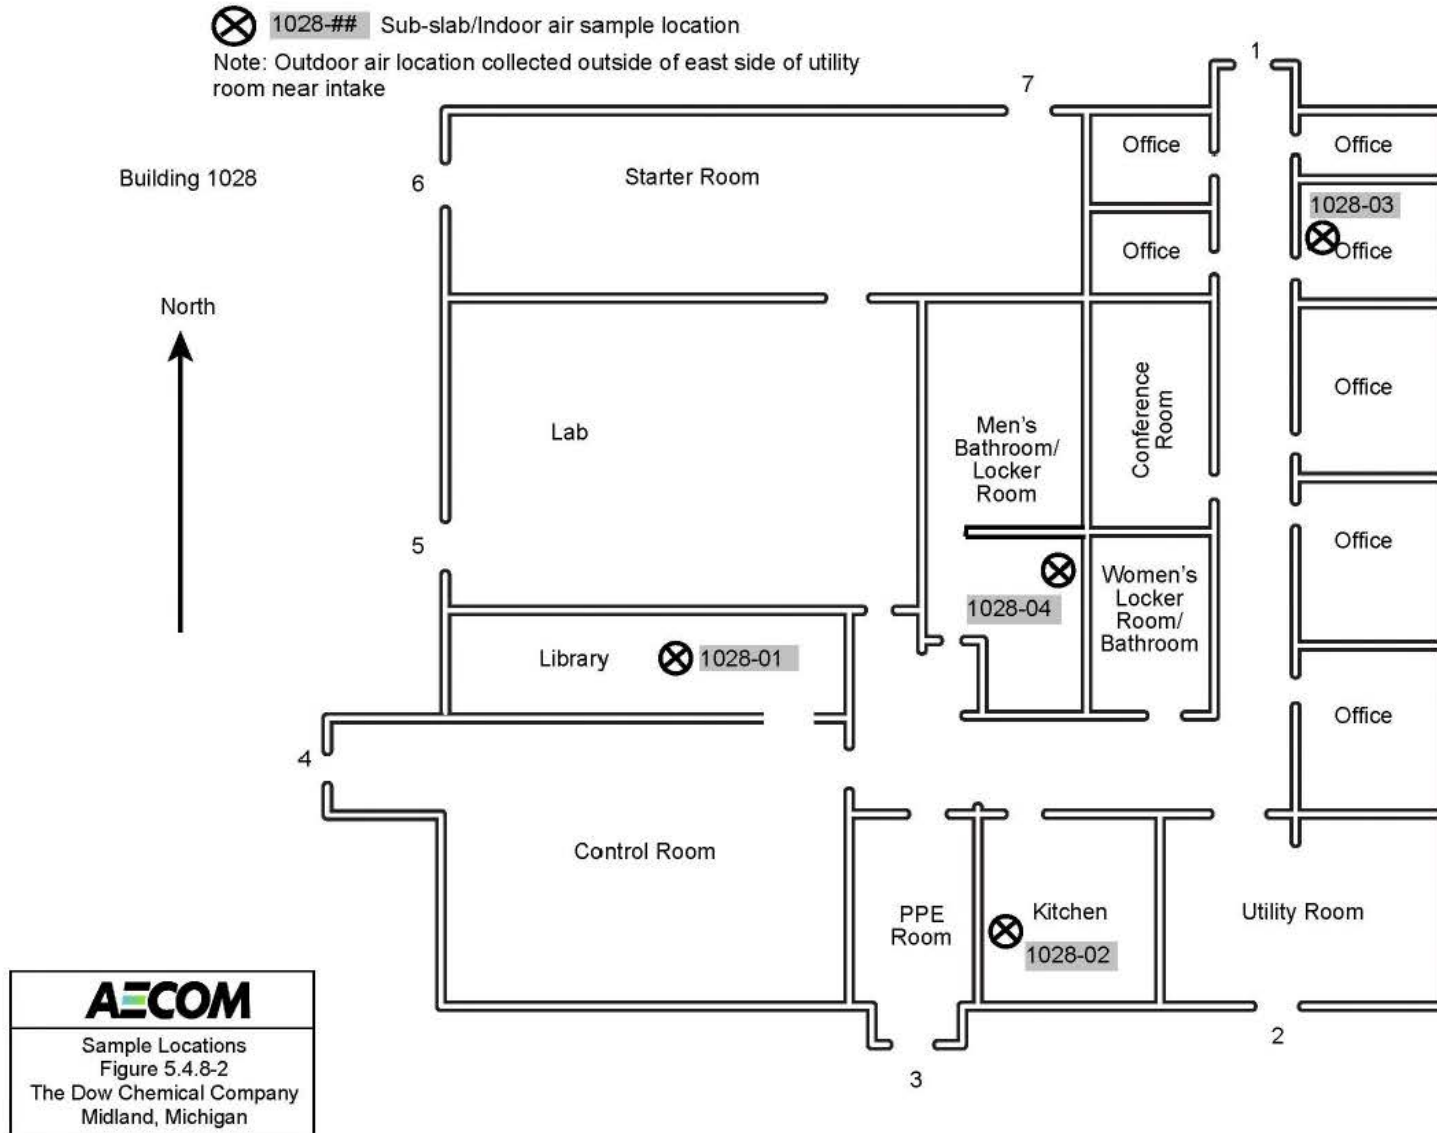 1028-## Sub-slab/Indoor air sample location
Note: Outdoor air location collected outside of east side of utility
room near intake
1
7
Office
Office
Building 1028
6
Starter Room
1028-03
Office
Office
North
Office
Lab
Men's
Bathroom/
Locker
Room
Conference
Room
5
Office
1028-04
Women's
Locker
Room/
Bathroom
Library
1028-01
Office
4
Control Room
PPE
Room
Kitchen
1028-02
Utility Room
2
3
AECOM
Sample Locations
Figure 5.4.8-2
The Dow Chemical Company
Midland, Michigan